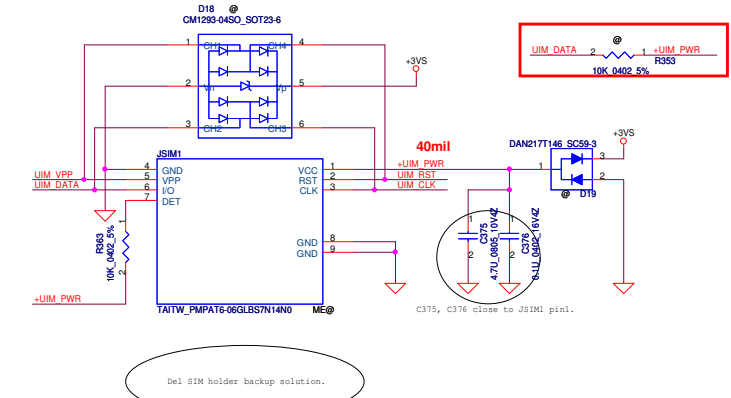 D18 @
CM1293-04SO_SOT23-6
1 CH1 CH4 4
2 Vn Vp 5
3 CH2 CH3 6
+3VS
@
UIM_DATA 2 1 +UIM_PWR
R353
10K_0402_5%
40mil
DAN217T146_SC59-3
+3VS
1 3
2
@ D19
JSIM1
UIM_VPP
UIM_DATA
4 GND VCC 1 +UIM_PWR
5 VPP RST 2 UIM_RST
6 I/O CLK 3 UIM_CLK
7 DET
GND 8
GND 9
R363
10K_0402_5%
2
+UIM_PWR
TAITW_PMPAT6-06GLBS7N14N0 ME@
1
C375
4.7U_0805_10V4Z
2
1
C376
0.1U_0402_16V4Z
2
C375, C376 close to JSIM1 pin1.
Del SIM holder backup solution.